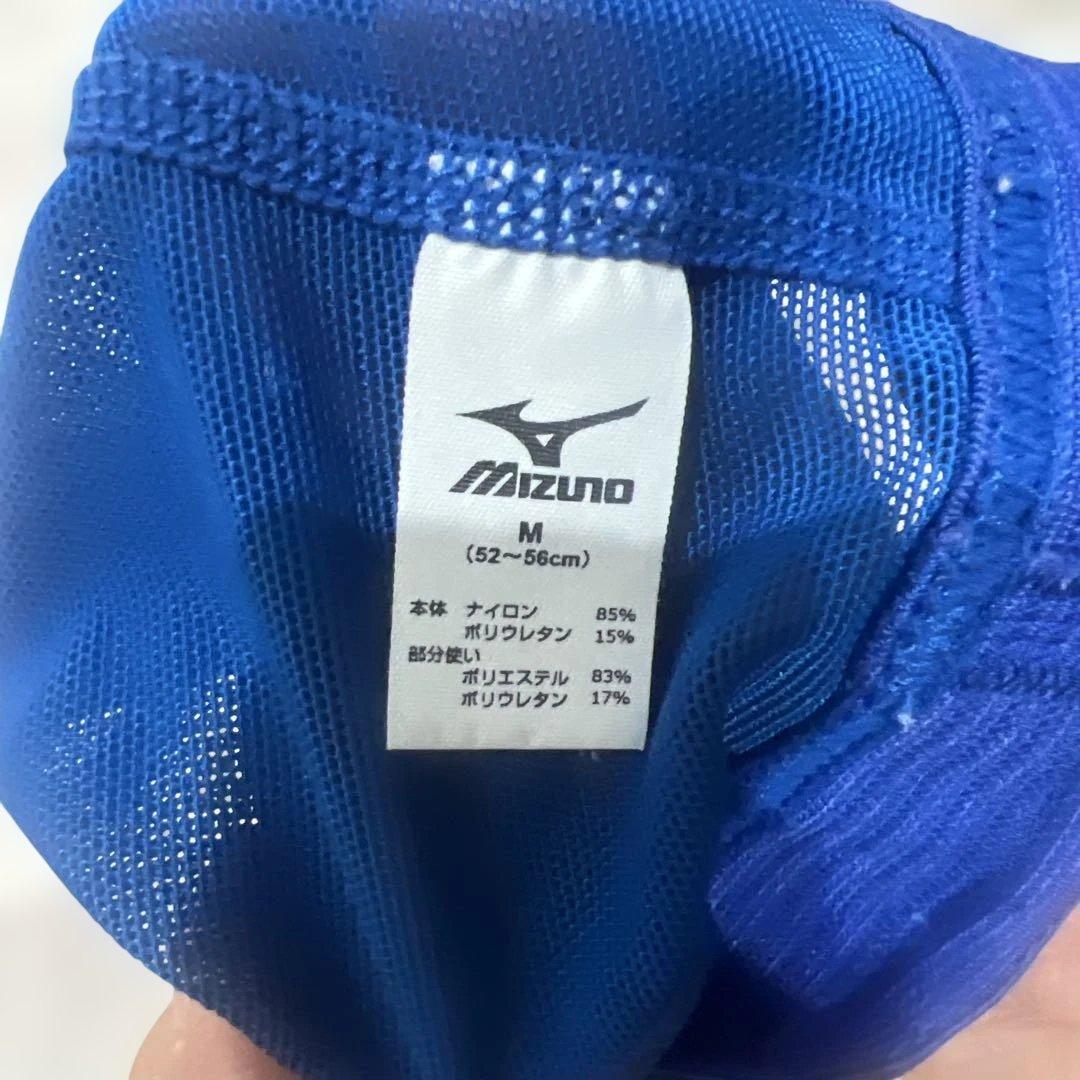 MIZUNO
M
(52～56cm)
本体 ナイロン 85%
ポリウレタン 15%
部分使い
ポリエステル 83%
ポリウレタン 17%